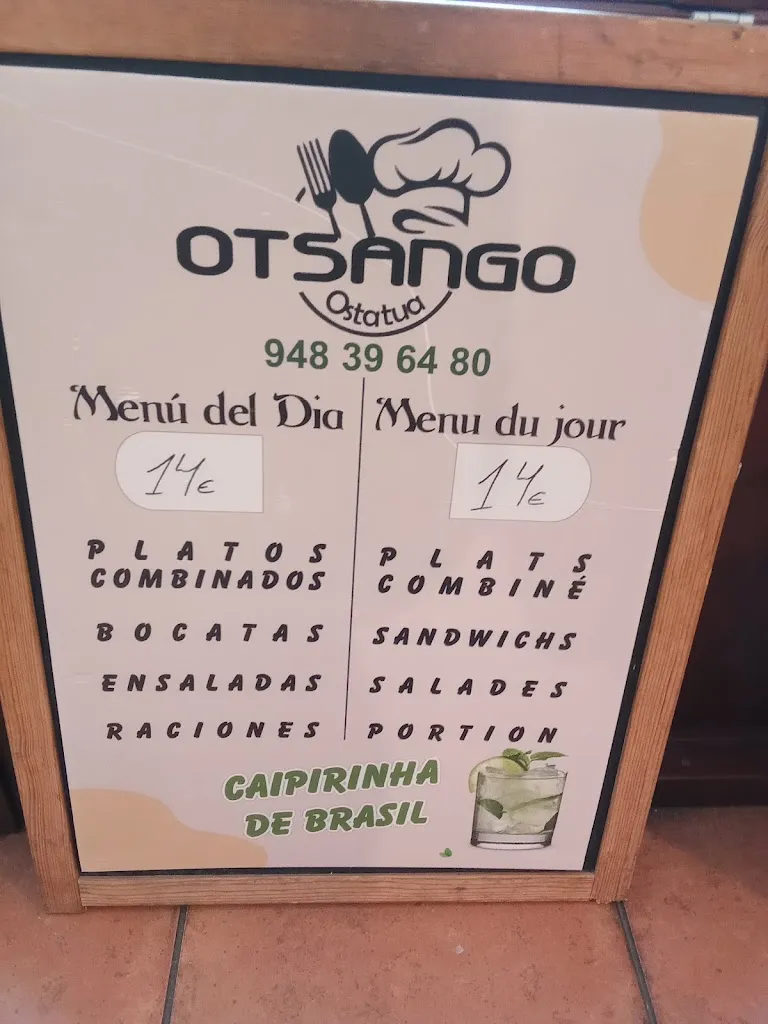 OTSANGO
Ostatua
948 39 64 80
Menú del Dia
14€
PLATOS
COMBINADOS
BOCATAS
ENSALADAS
RACIONES
Menu du jour
14€
PLATS
COMBINÉ
SANDWICHS
SALADES
PORTION
CAIPIRINHA
DE BRASIL